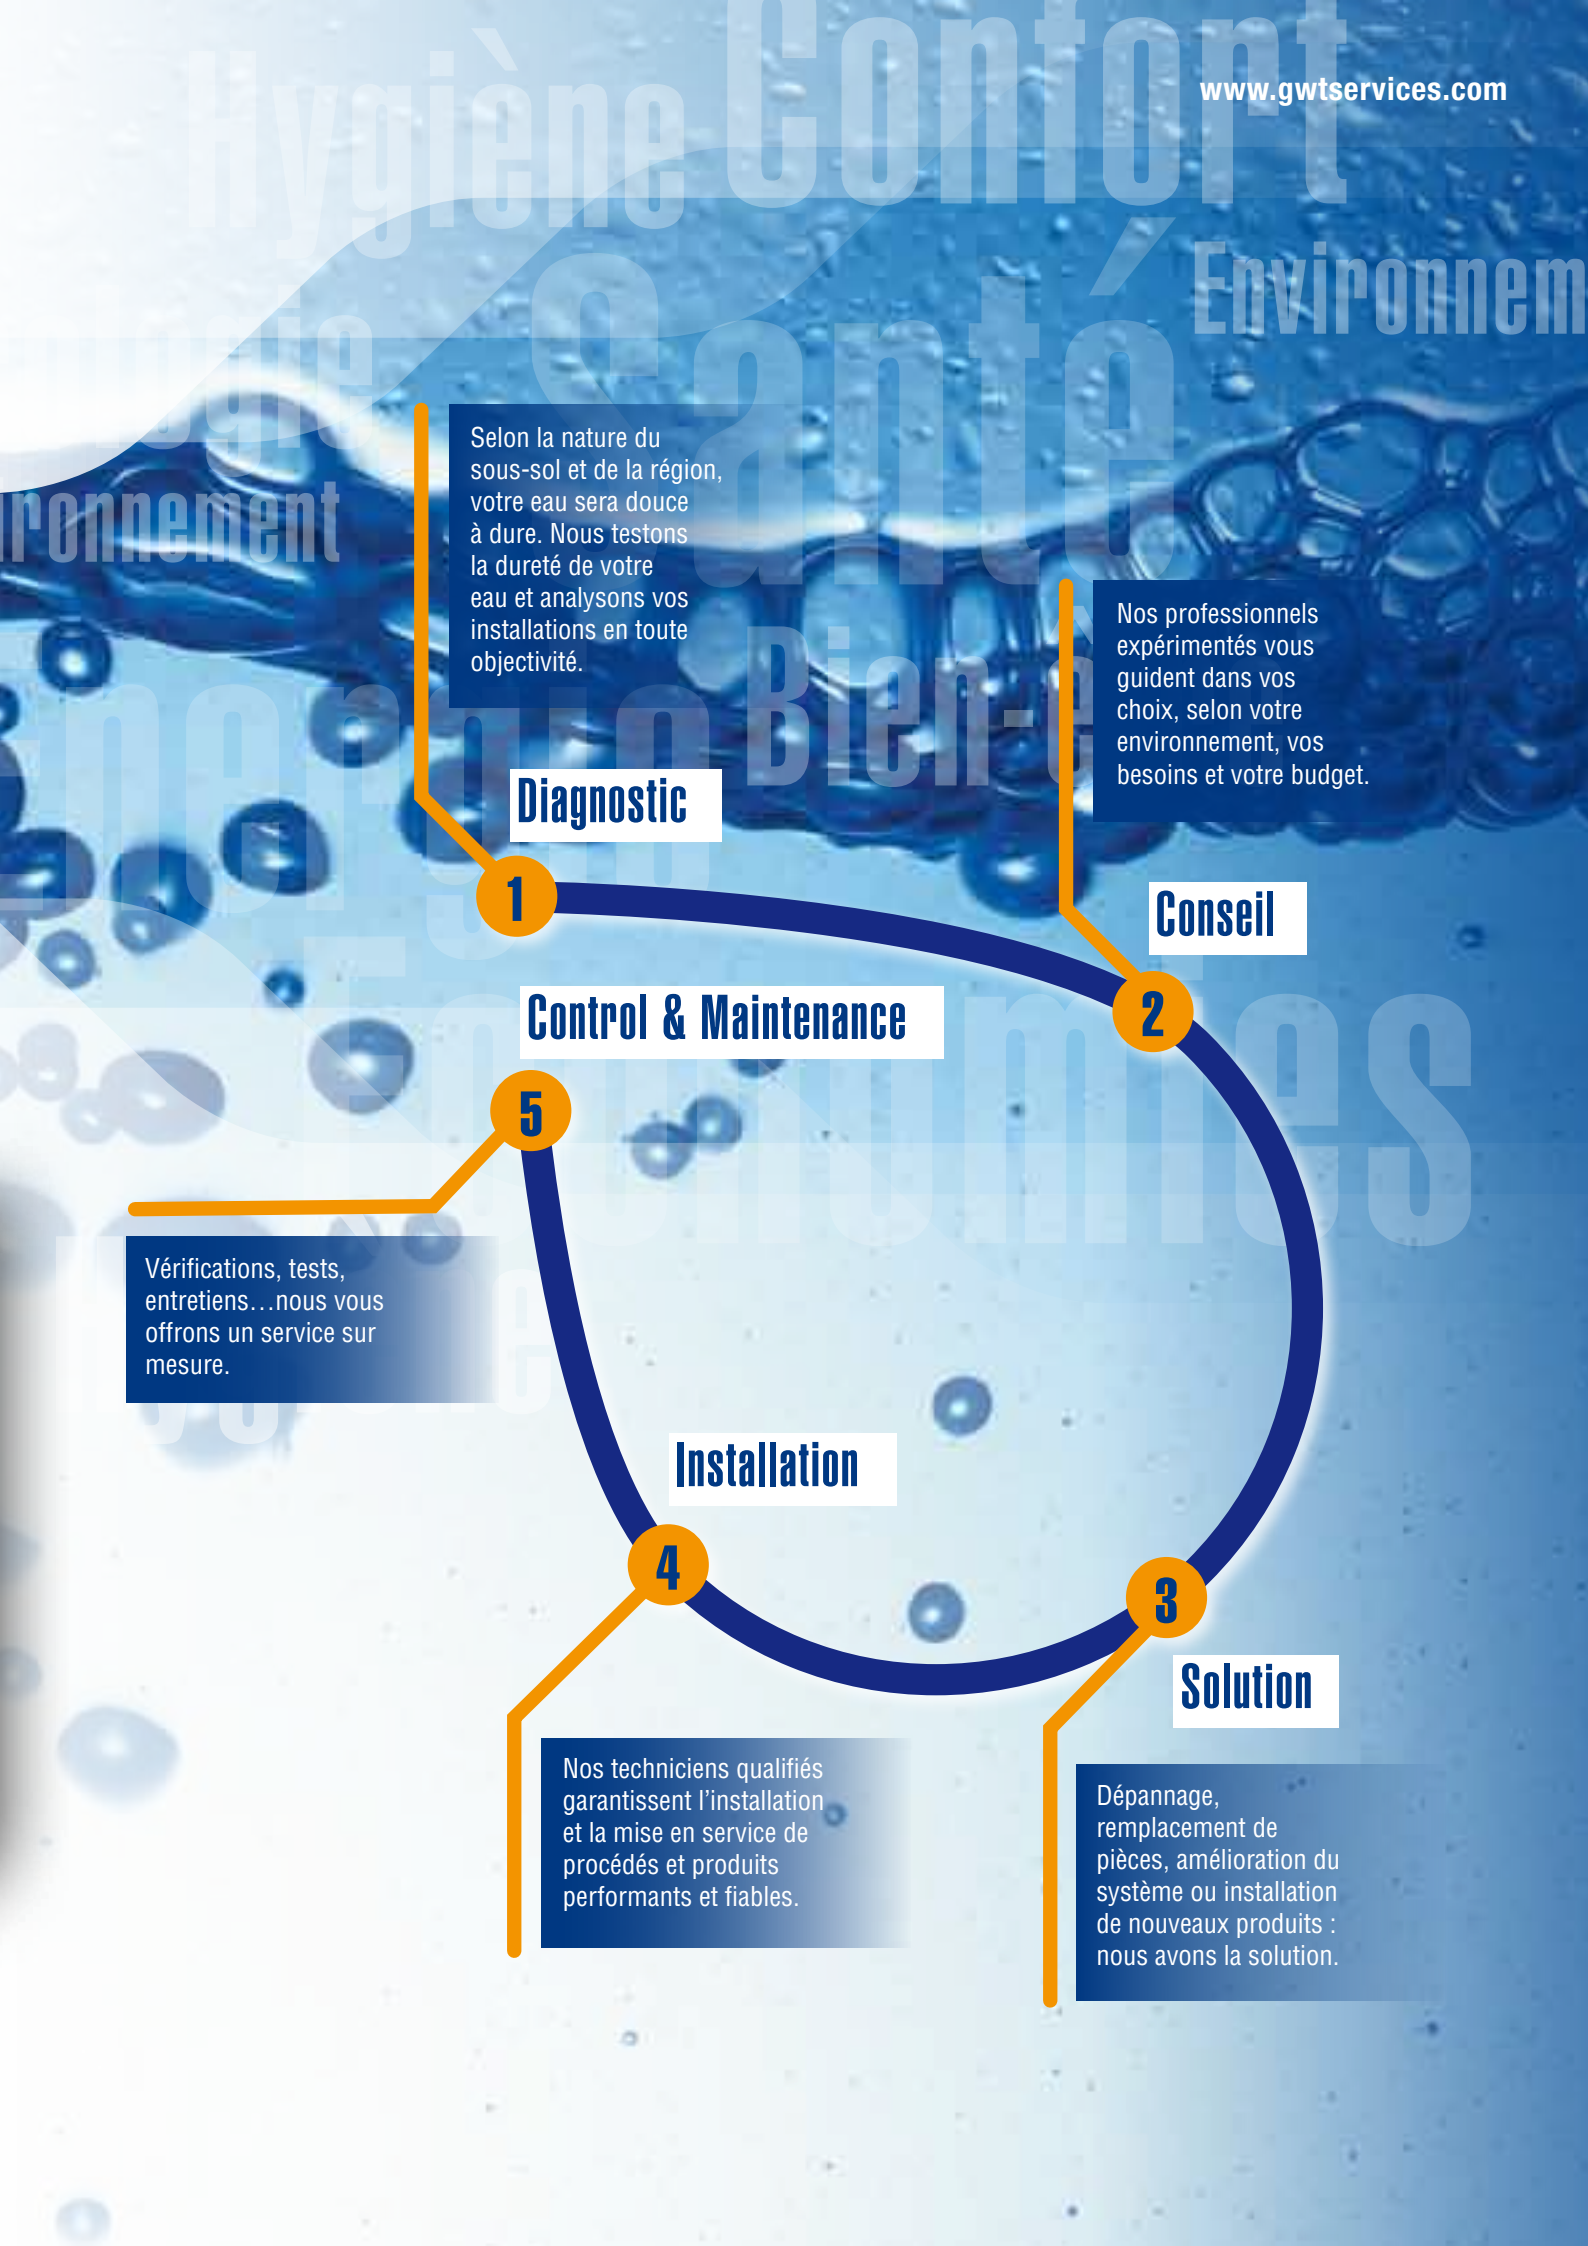 www.gwtservices.com
Hygiène
Confort
Santé
Environnem
ologie
ironnement
Selon la nature du
sous-sol et de la région,
votre eau sera douce
à dure. Nous testons
la dureté de votre
eau et analysons vos
installations en toute
objectivité.
Nos professionnels
expérimentés vous
guident dans vos
choix, selon votre
environnement, vos
besoins et votre budget.
Energie
Bien-ê
Diagnostic
1
Conseil
2
Economies
Control & Maintenance
5
Vérifications, tests,
entretiens…nous vous
offrons un service sur
mesure.
Hygiène
Installation
4
3
Solution
Nos techniciens qualifiés
garantissent l’installation
et la mise en service de
procédés et produits
performants et fiables.
Dépannage,
remplacement de
pièces, amélioration du
système ou installation
de nouveaux produits :
nous avons la solution.